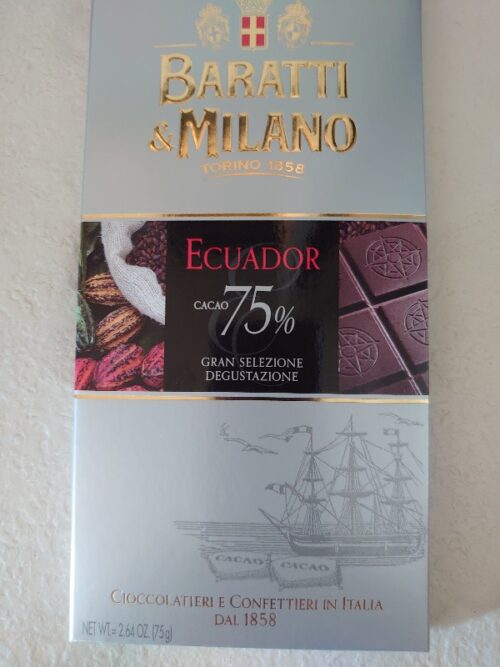 BARATTI
& MILANO
TORINO 1858
ECUADOR
&
CACAO 75%
GRAN SELEZIONE
DEGUSTAZIONE
CACAO CACAO
CIOCCOLATIERI E CONFETTIERI IN ITALIA
DAL 1858
NET WT.= 2.64 OZ. (75g)